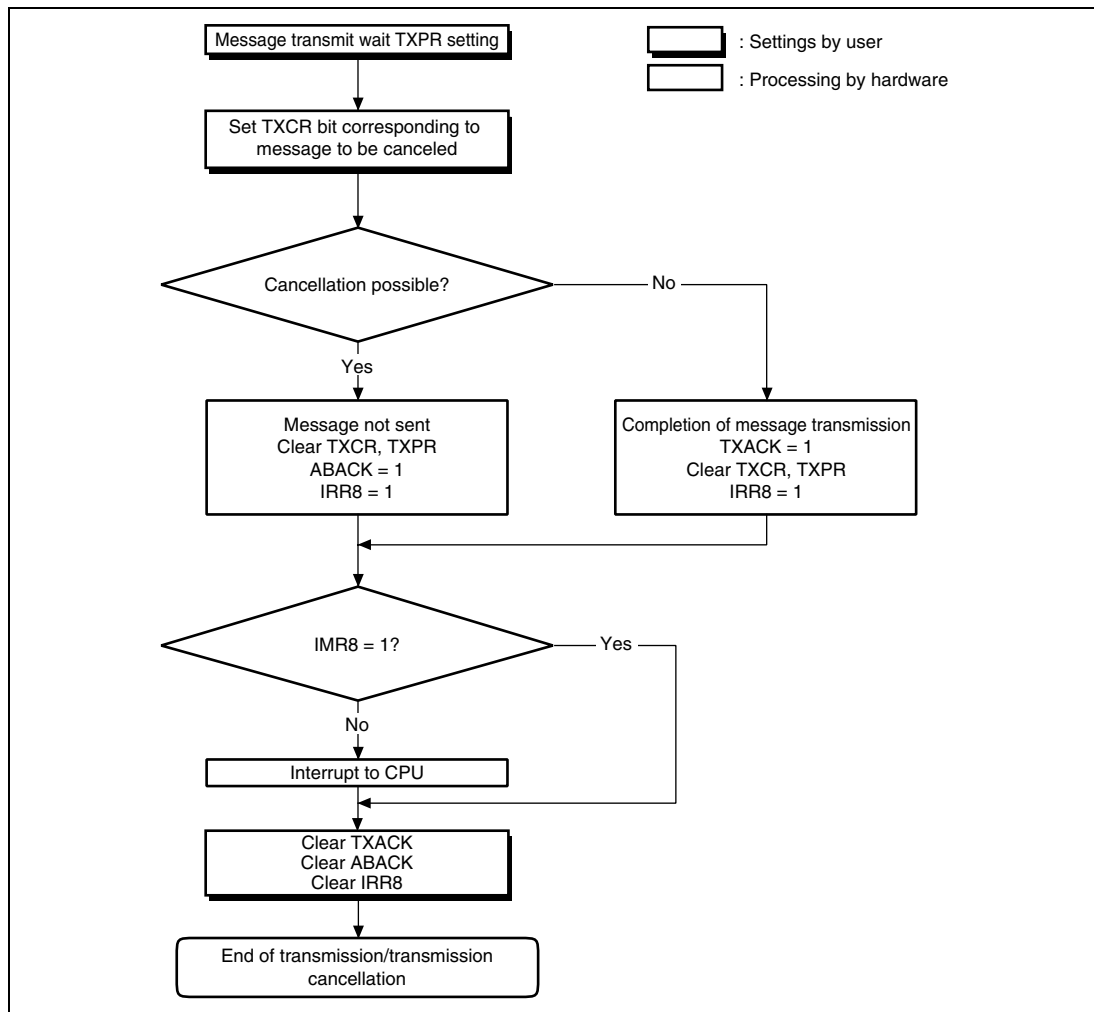 Message transmit wait TXPR setting
: Settings by user
: Processing by hardware
Set TXCR bit corresponding to
message to be canceled
Cancellation possible?
No
Yes
Message not sent
Clear TXCR, TXPR
ABACK = 1
IRR8 = 1
Completion of message transmission
TXACK = 1
Clear TXCR, TXPR
IRR8 = 1
IMR8 = 1?
Yes
No
Interrupt to CPU
Clear TXACK
Clear ABACK
Clear IRR8
End of transmission/transmission
cancellation